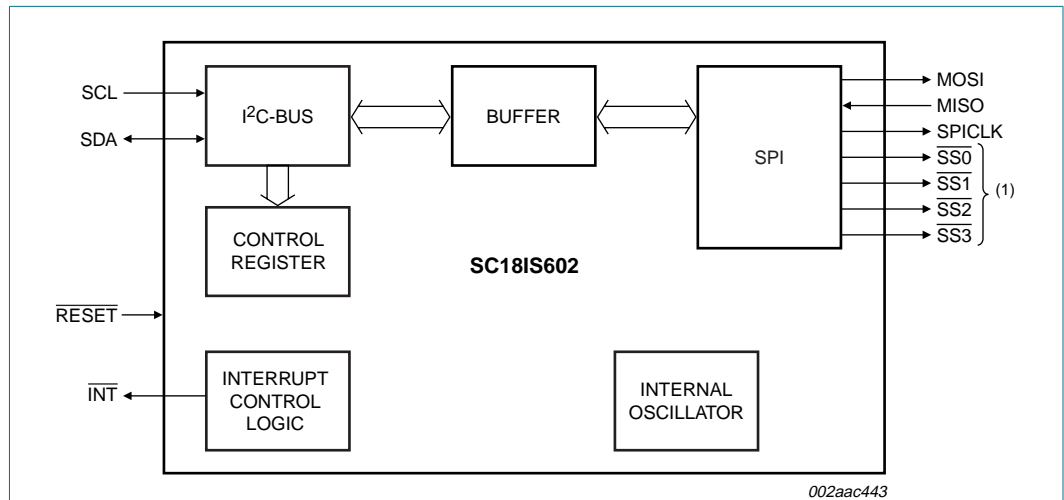 SCL
SDA
I²C-BUS
BUFFER
SPI
MOSI
MISO
SPICLK
SS0
SS1
SS2
SS3
(1)
CONTROL
REGISTER
SC18IS602
RESET
INT
INTERRUPT
CONTROL
LOGIC
INTERNAL
OSCILLATOR
002aac443